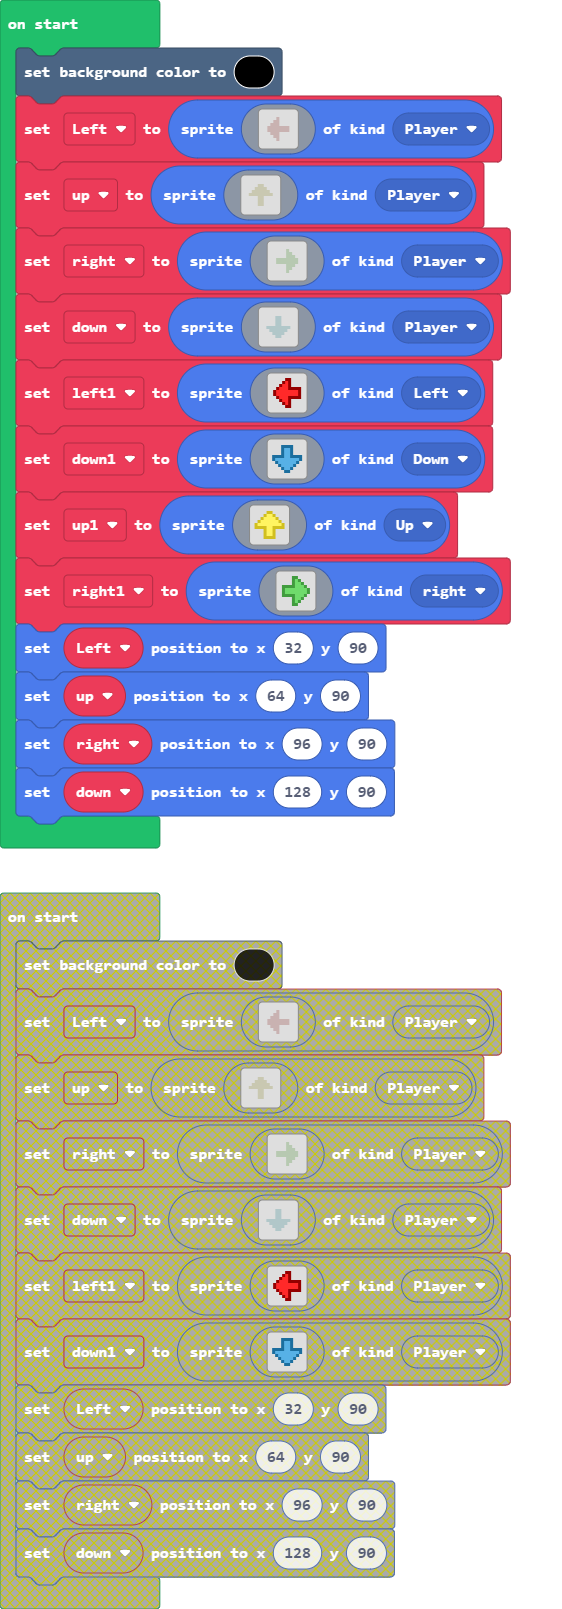 on start
set background color to
set Left to sprite of kind Player
set up to sprite of kind Player
set right to sprite of kind Player
set down to sprite of kind Player
set left1 to sprite of kind Left
set down1 to sprite of kind Down
set up1 to sprite of kind Up
set right1 to sprite of kind right
set Left position to x 32 y 90
set up position to x 64 y 90
set right position to x 96 y 90
set down position to x 128 y 90
on start
set background color to
set Left to sprite of kind Player
set up to sprite of kind Player
set right to sprite of kind Player
set down to sprite of kind Player
set left1 to sprite of kind Player
set down1 to sprite of kind Player
set Left position to x 32 y 90
set up position to x 64 y 90
set right position to x 96 y 90
set down position to x 128 y 90